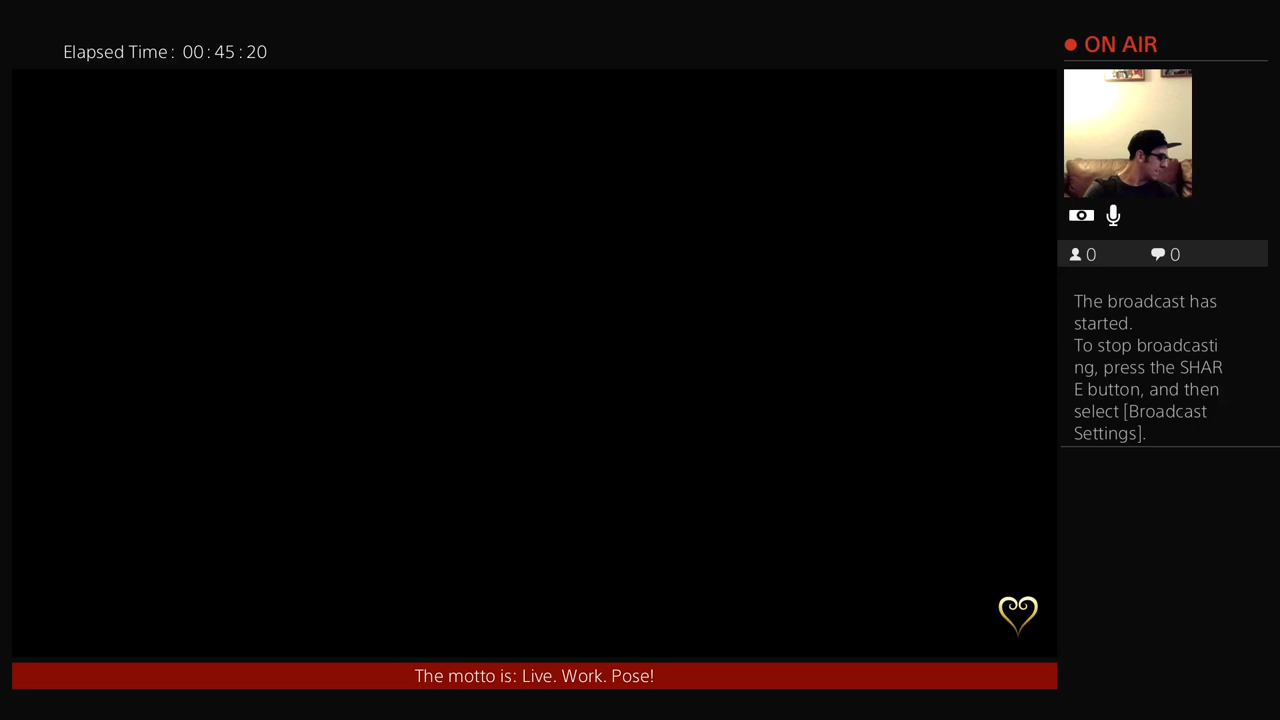 Elapsed Time: 00:45:20
ON AIR
0 0
The broadcast has
started.
To stop broadcasti
ng, press the SHAR
E button, and then
select [Broadcast
Settings].
The motto is: Live. Work. Pose!